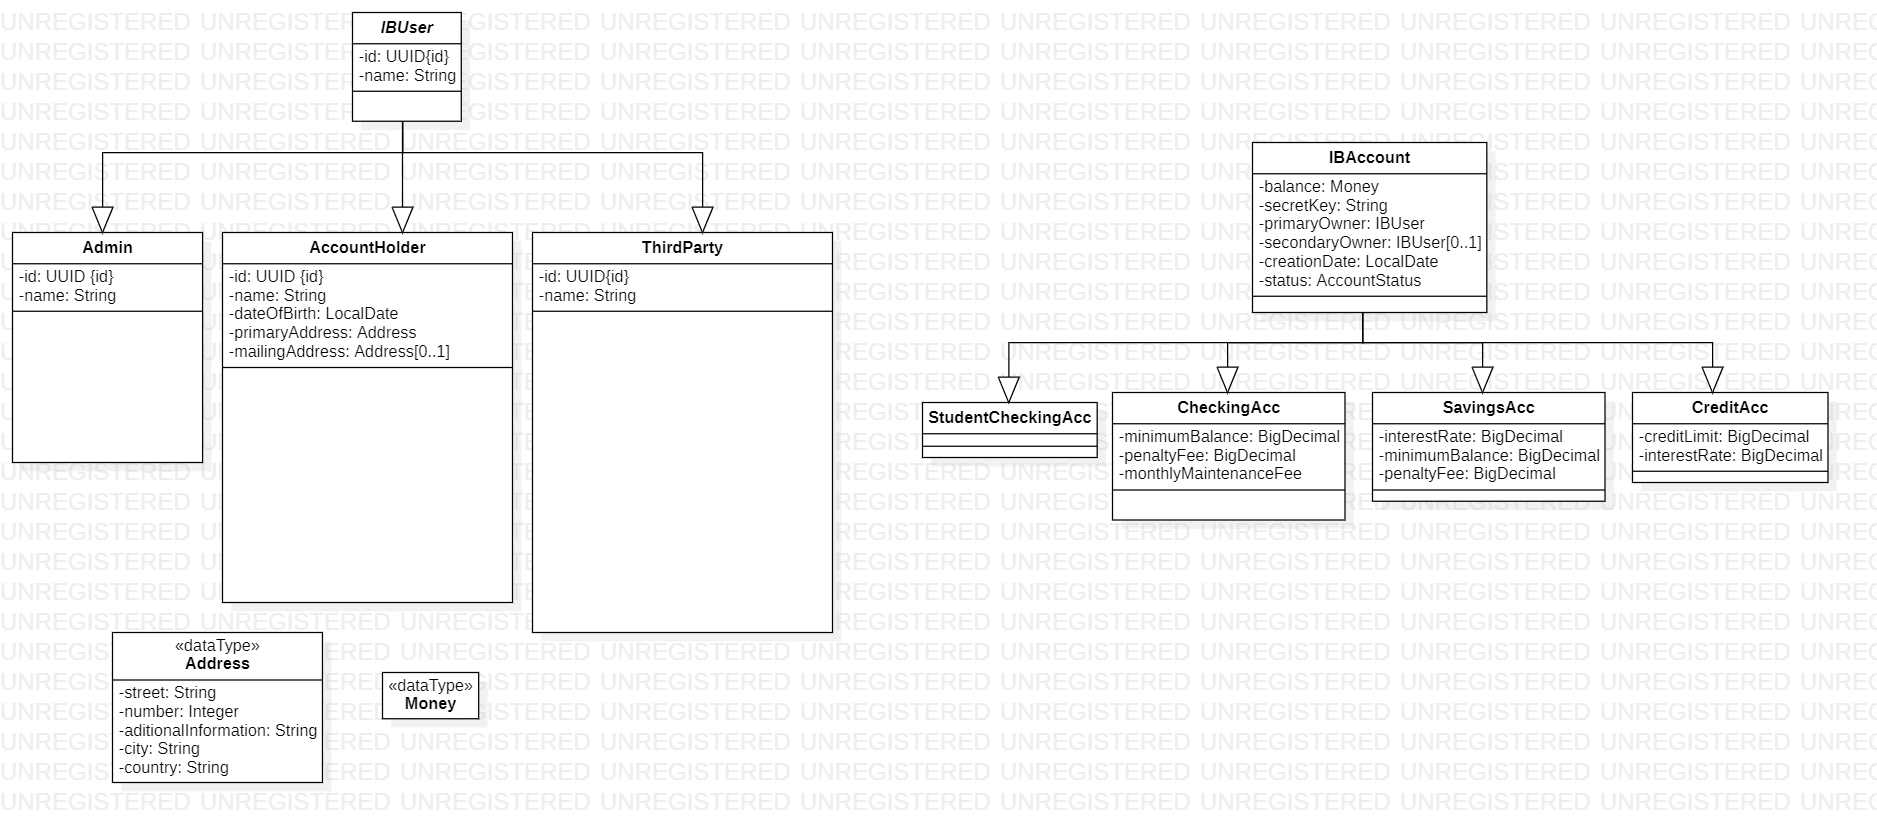 IBUser
-id: UUID{id}
-name: String
Admin
-id: UUID {id}
-name: String
AccountHolder
-id: UUID {id}
-name: String
-dateOfBirth: LocalDate
-primaryAddress: Address
-mailingAddress: Address[0..1]
ThirdParty
-id: UUID{id}
-name: String
IBAccount
-balance: Money
-secretKey: String
-primaryOwner: IBUser
-secondaryOwner: IBUser[0..1]
-creationDate: LocalDate
-status: AccountStatus
StudentCheckingAcc
CheckingAcc
-minimumBalance: BigDecimal
-penaltyFee: BigDecimal
-monthlyMaintenanceFee
SavingsAcc
-interestRate: BigDecimal
-minimumBalance: BigDecimal
-penaltyFee: BigDecimal
CreditAcc
-creditLimit: BigDecimal
-interestRate: BigDecimal
«dataType»
Address
-street: String
-number: Integer
-aditionalInformation: String
-city: String
-country: String
«dataType»
Money
UNREGISTERED